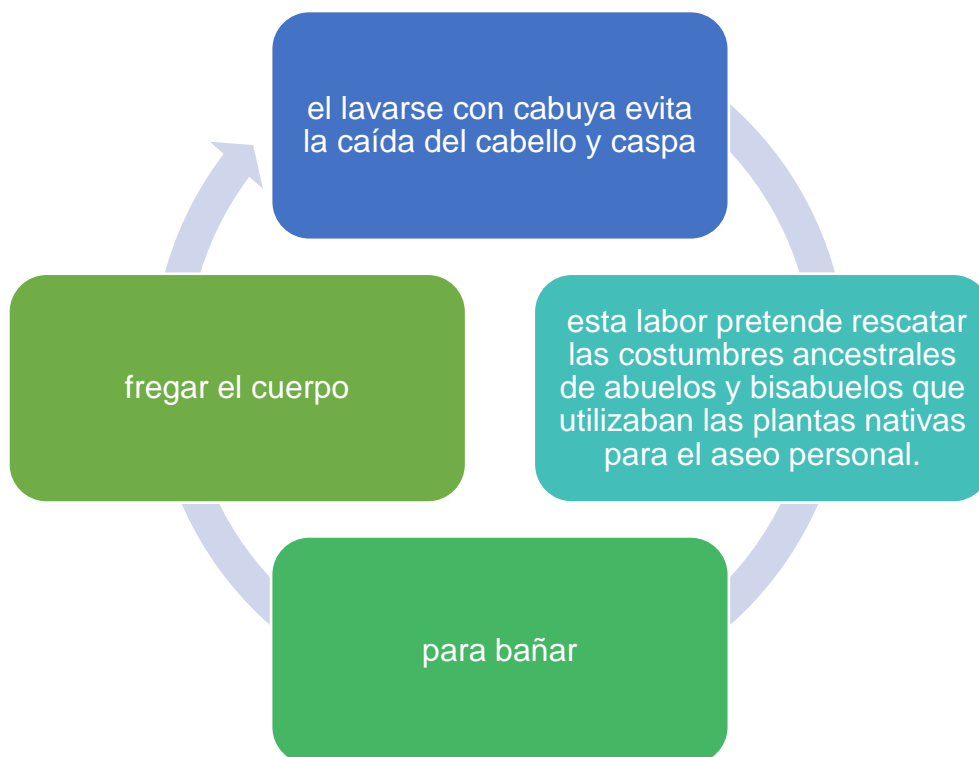 el lavarse con cabuya evita
la caída del cabello y caspa
esta labor pretende rescatar
las costumbres ancestrales
de abuelos y bisabuelos que
utilizaban las plantas nativas
para el aseo personal.
para bañar
fregar el cuerpo